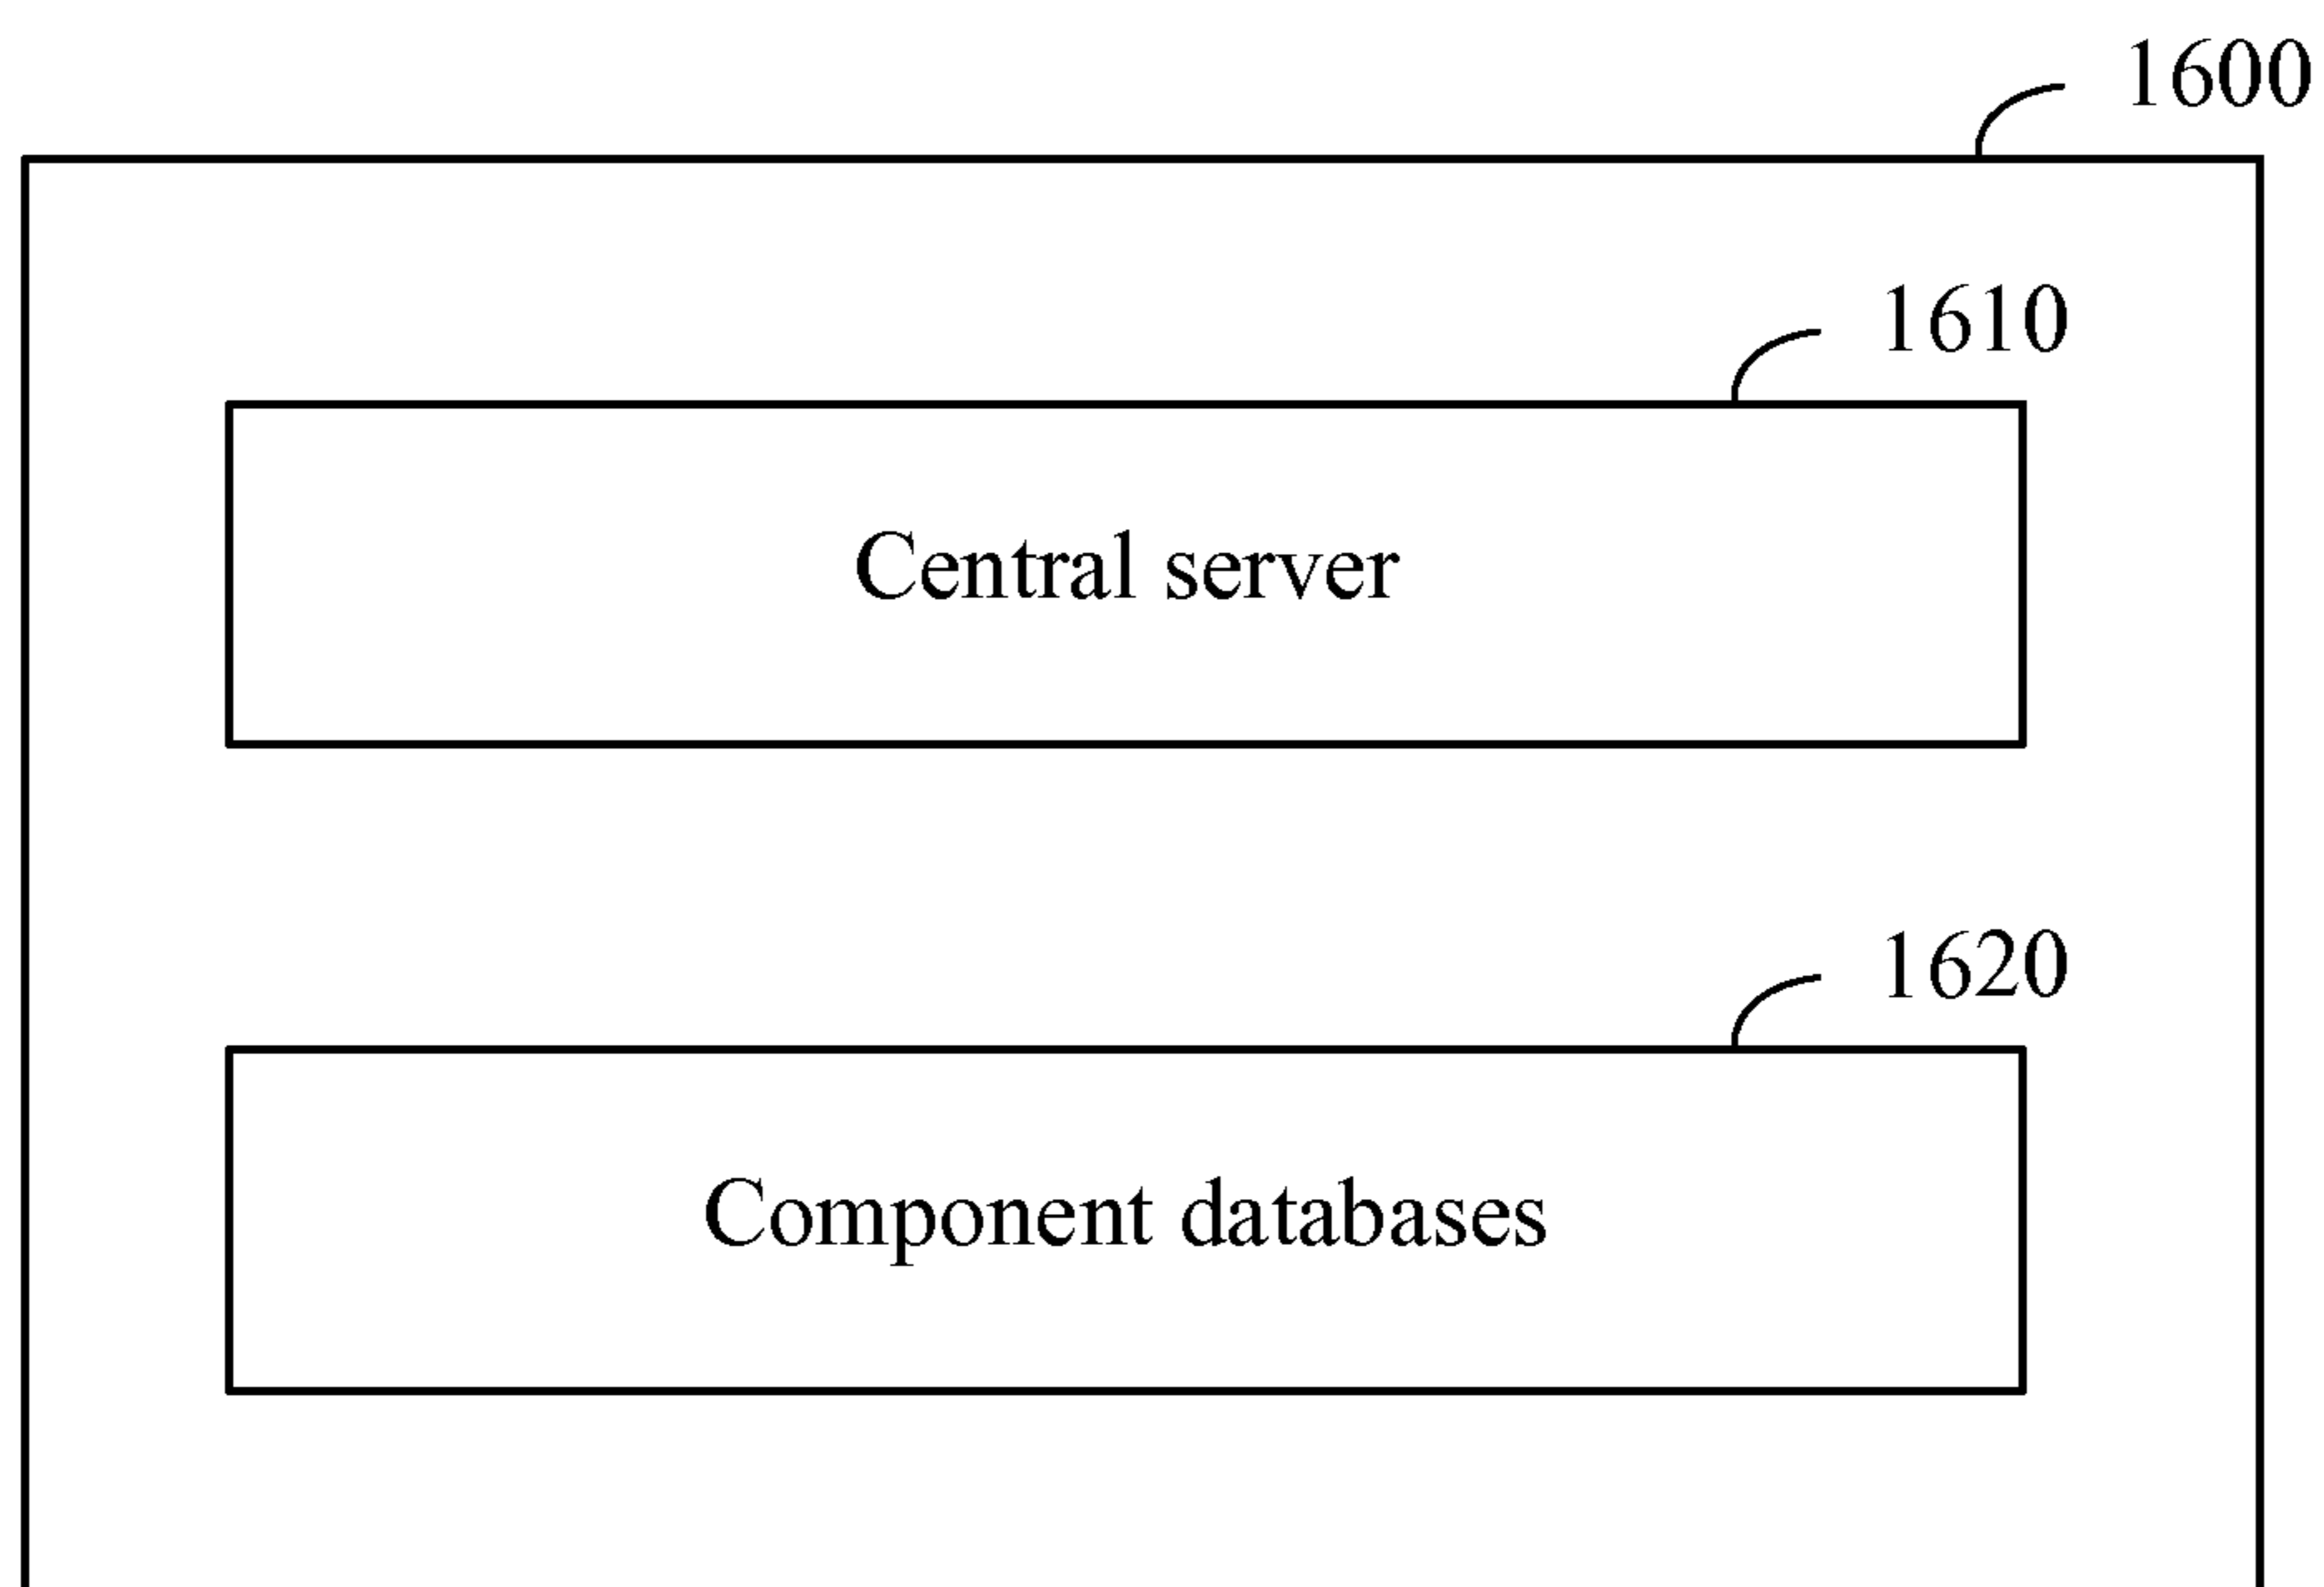 1600
1610
Central server
1620
Component databases